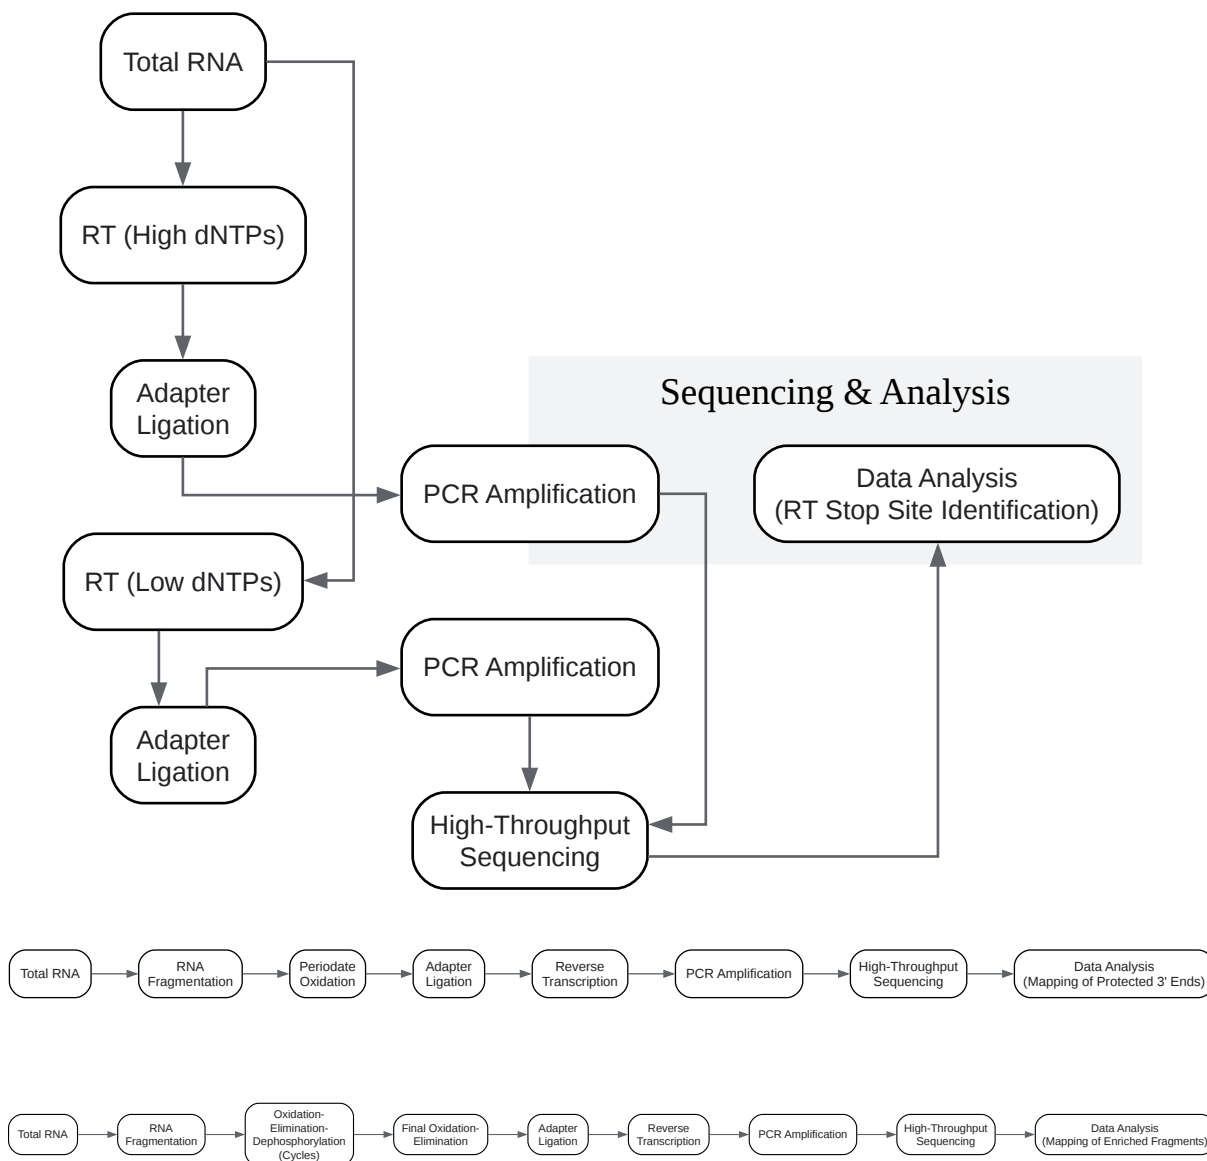 Total RNA
RT (High dNTPs)
Adapter
Ligation
Sequencing & Analysis
PCR Amplification
Data Analysis
(RT Stop Site Identification)
RT (Low dNTPs)
PCR Amplification
Adapter
Ligation
High-Throughput
Sequencing
Total RNA
RNA
Fragmentation
Periodate
Oxidation
Adapter
Ligation
Reverse
Transcription
PCR Amplification
High-Throughput
Sequencing
Data Analysis
(Mapping of Protected 3' Ends)
Total RNA
RNA
Fragmentation
Oxidation-
Elimination-
Dephosphorylation
(Cycles)
Final Oxidation-
Elimination
Adapter
Ligation
Reverse
Transcription
PCR Amplification
High-Throughput
Sequencing
Data Analysis
(Mapping of Enriched Fragments)